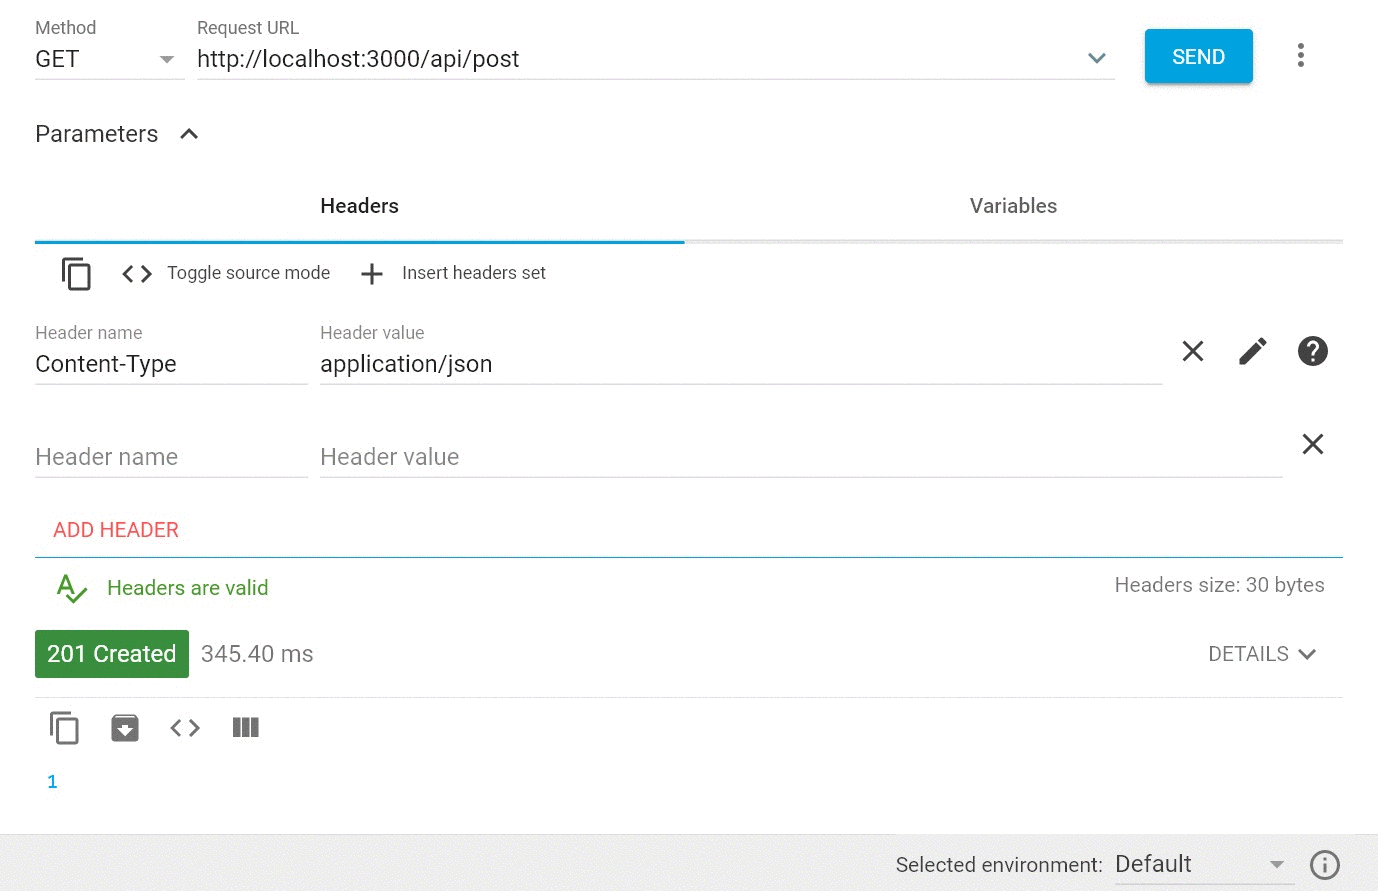 Method
Request URL
GET
http://localhost:3000/api/post
SEND
Parameters
Headers
Variables
Toggle source mode
Insert headers set
Header name
Header value
Content-Type
application/json
Header name
Header value
ADD HEADER
Headers are valid
Headers size: 30 bytes
201 Created
345.40 ms
DETAILS
1
Selected environment:
Default